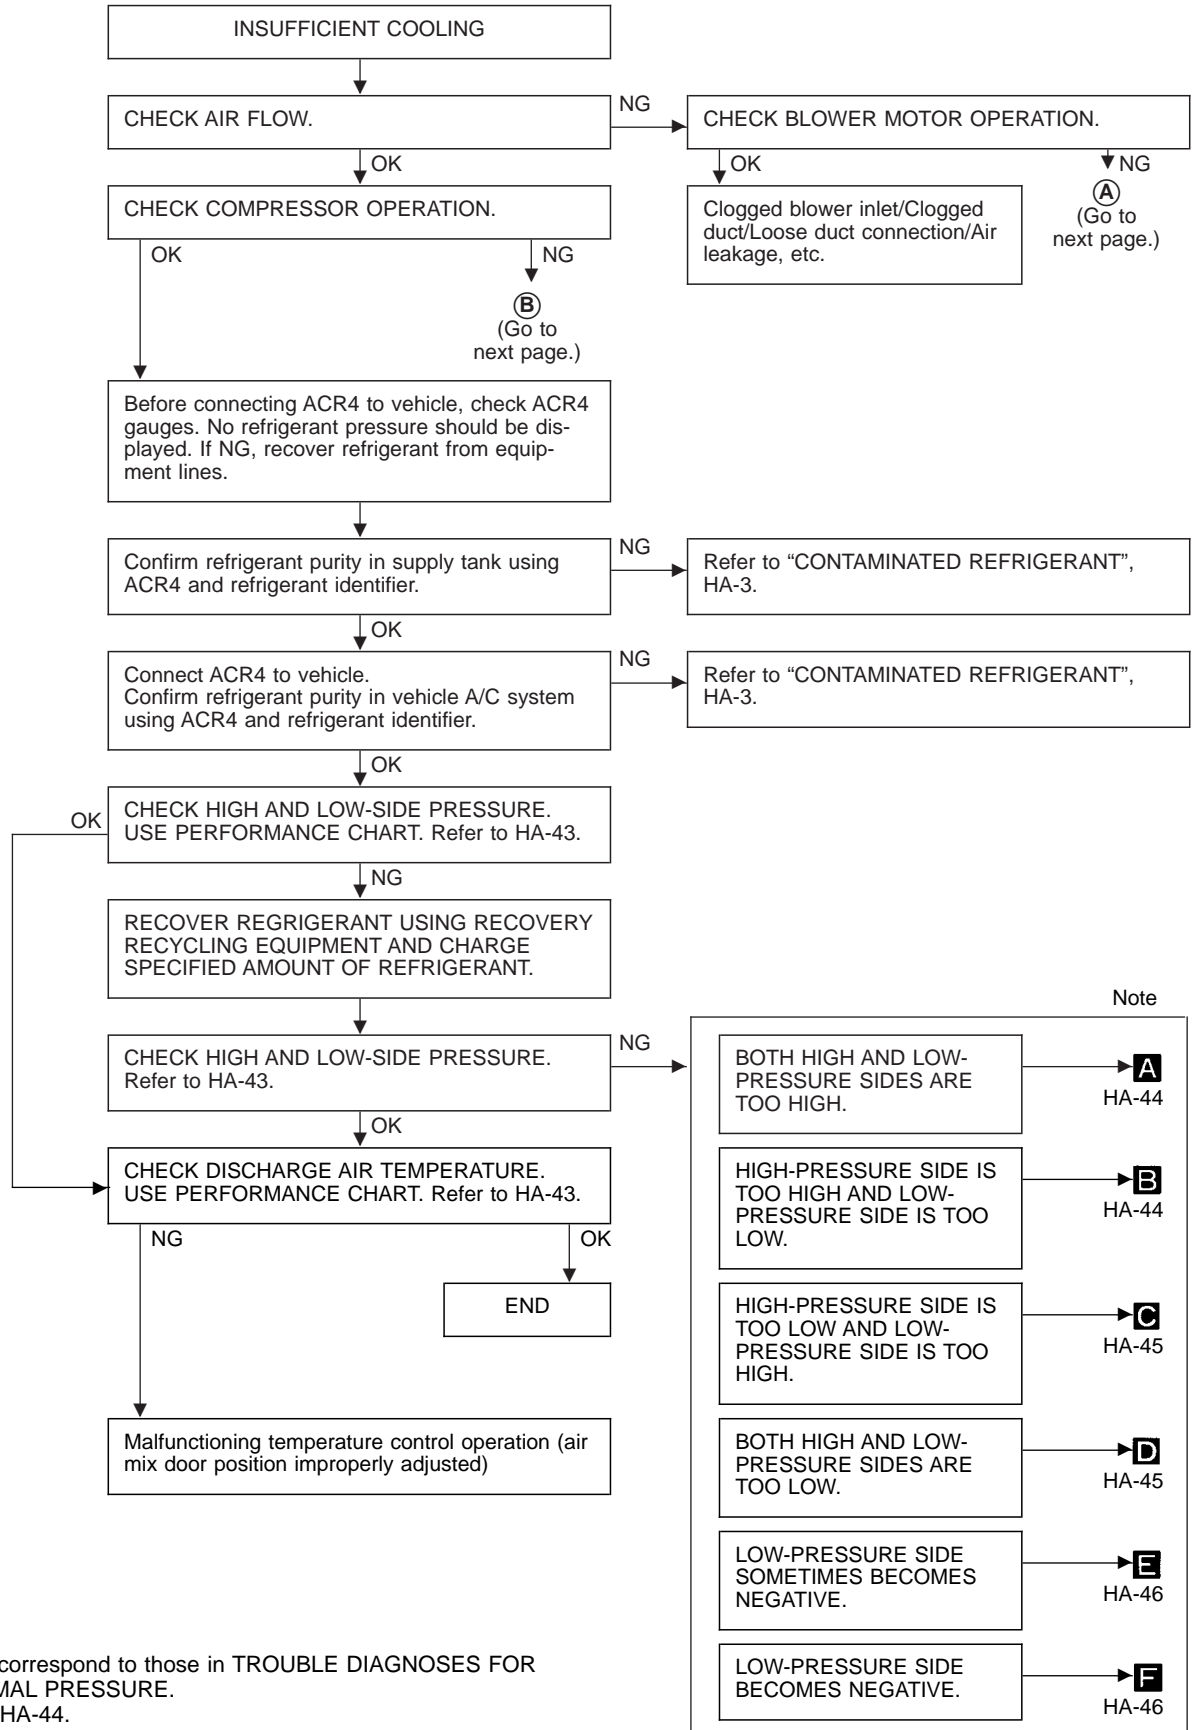 INSUFFICIENT COOLING
CHECK AIR FLOW.
NG
CHECK BLOWER MOTOR OPERATION.
OK
OK
NG
CHECK COMPRESSOR OPERATION.
Clogged blower inlet/Clogged
duct/Loose duct connection/Air
leakage, etc.
A
(Go to
next page.)
OK
NG
B
(Go to
next page.)
Before connecting ACR4 to vehicle, check ACR4
gauges. No refrigerant pressure should be dis-
played. If NG, recover refrigerant from equip-
ment lines.
Confirm refrigerant purity in supply tank using
ACR4 and refrigerant identifier.
NG
Refer to “CONTAMINATED REFRIGERANT”,
HA-3.
OK
Connect ACR4 to vehicle.
Confirm refrigerant purity in vehicle A/C system
using ACR4 and refrigerant identifier.
NG
Refer to “CONTAMINATED REFRIGERANT”,
HA-3.
OK
OK
CHECK HIGH AND LOW-SIDE PRESSURE.
USE PERFORMANCE CHART. Refer to HA-43.
NG
RECOVER REGRIGERANT USING RECOVERY
RECYCLING EQUIPMENT AND CHARGE
SPECIFIED AMOUNT OF REFRIGERANT.
CHECK HIGH AND LOW-SIDE PRESSURE.
Refer to HA-43.
NG
OK
CHECK DISCHARGE AIR TEMPERATURE.
USE PERFORMANCE CHART. Refer to HA-43.
NG
OK
END
Malfunctioning temperature control operation (air
mix door position improperly adjusted)
Note
BOTH HIGH AND LOW-
PRESSURE SIDES ARE
TOO HIGH.
A
HA-44
HIGH-PRESSURE SIDE IS
TOO HIGH AND LOW-
PRESSURE SIDE IS TOO
LOW.
B
HA-44
HIGH-PRESSURE SIDE IS
TOO LOW AND LOW-
PRESSURE SIDE IS TOO
HIGH.
C
HA-45
BOTH HIGH AND LOW-
PRESSURE SIDES ARE
TOO LOW.
D
HA-45
LOW-PRESSURE SIDE
SOMETIMES BECOMES
NEGATIVE.
E
HA-46
LOW-PRESSURE SIDE
BECOMES NEGATIVE.
F
HA-46
correspond to those in TROUBLE DIAGNOSES FOR
MAL PRESSURE.
HA-44.